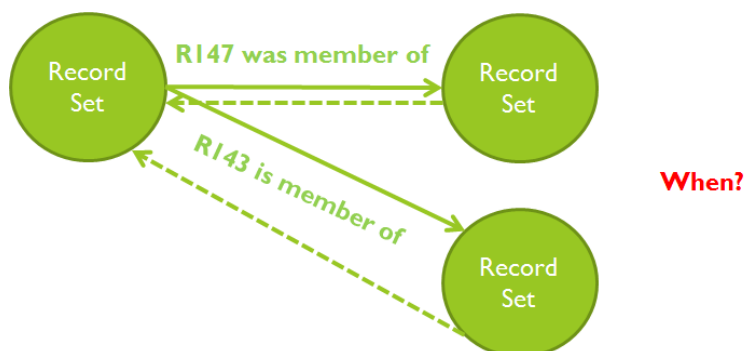 R147 was member of
Record
Set
Record
Set
R143 is member of
When?
Record
Set